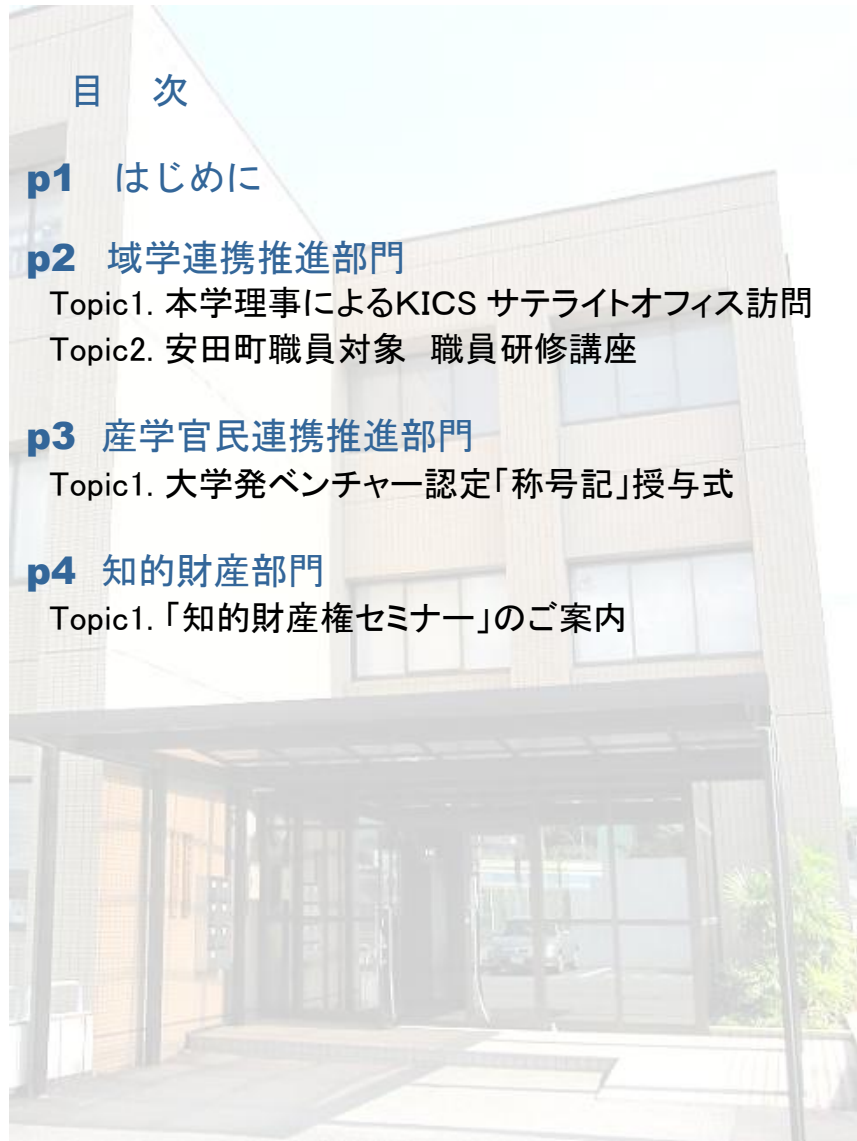 目　次
p1　はじめに
p2　域学連携推進部門
Topic1. 本学理事によるKICS サテライトオフィス訪問
Topic2. 安田町職員対象　職員研修講座
p3　産学官民連携推進部門
Topic1. 大学発ベンチャー認定「称号記」授与式
p4　知的財産部門
Topic1. 「知的財産権セミナー」のご案内